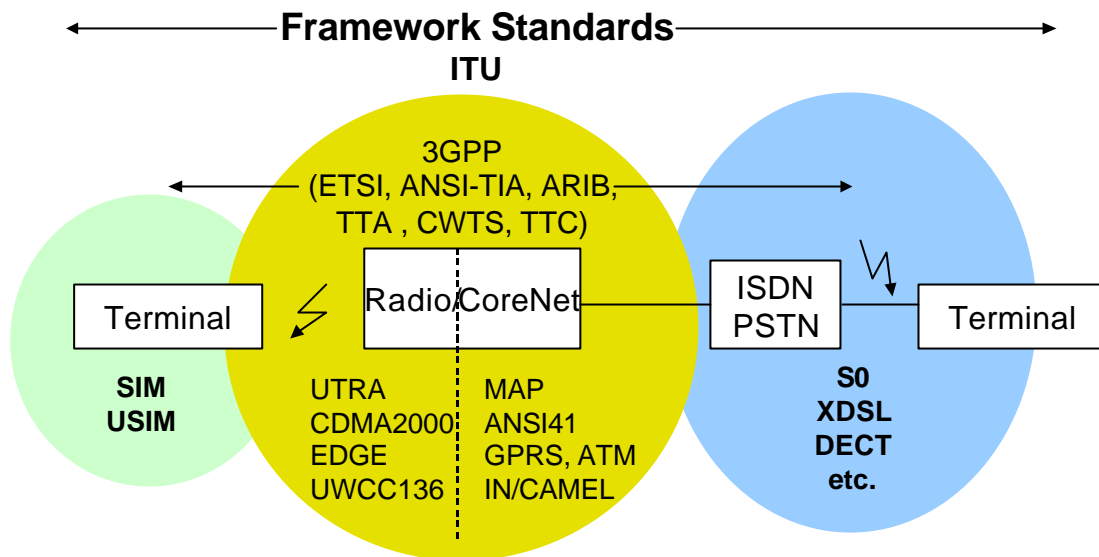 Framework Standards
ITU
3GPP
(ETSI, ANSI-TIA, ARIB,
TTA , CWTS, TTC)
Terminal
Radio/CoreNet
ISDN
PSTN
Terminal
SIM
USIM
UTRA
CDMA2000
EDGE
UWCC136
MAP
ANSI41
GPRS, ATM
IN/CAMEL
S0
XDSL
DECT
etc.